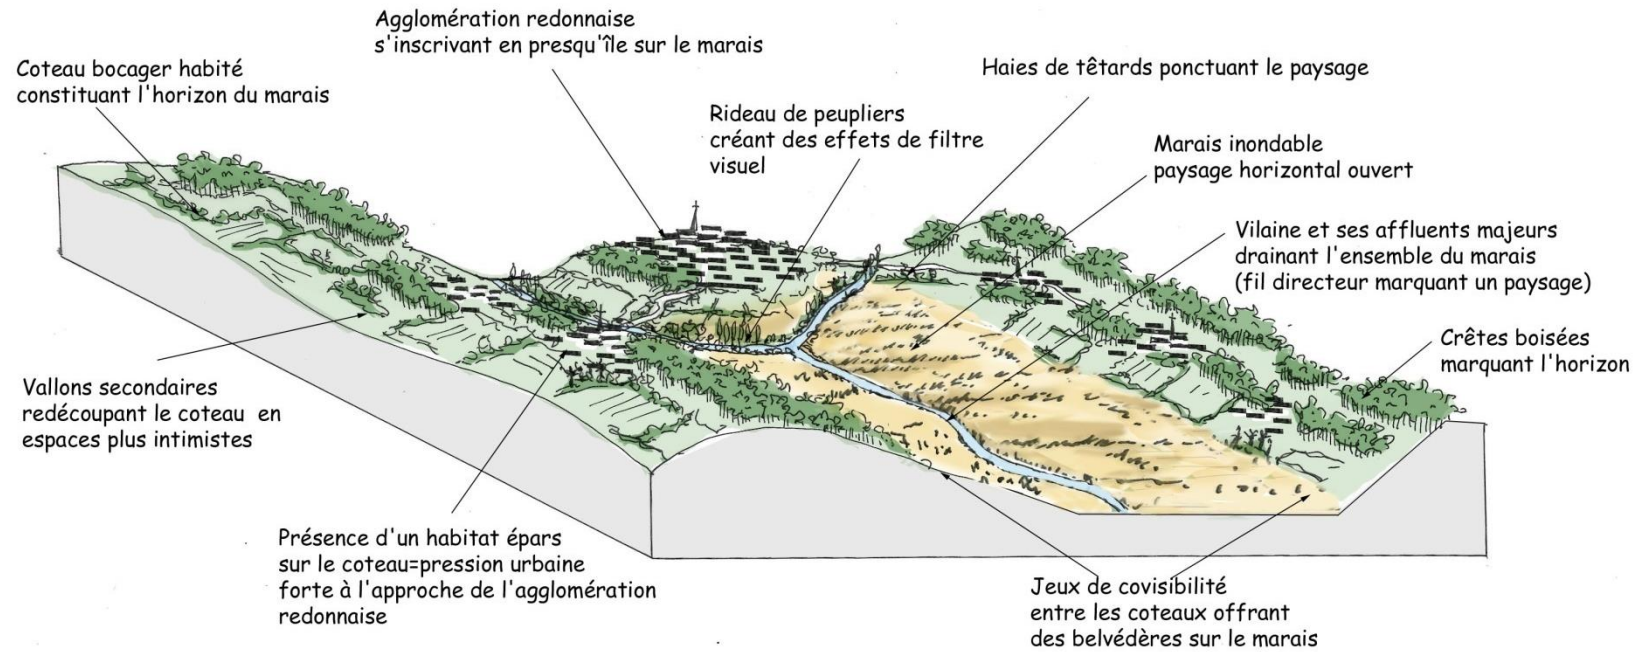 Agglomération redonnaise
s'inscrivant en presqu'île sur le marais
Coteau bocager habité
constituant l'horizon du marais
Haies de têtards ponctuant le paysage
Rideau de peupliers
créant des effets de filtre
visuel
Marais inondable
paysage horizontal ouvert
Vilaine et ses affluents majeurs
drainant l'ensemble du marais
(fil directeur marquant un paysage)
Crêtes boisées
marquant l'horizon
Vallons secondaires
redécoupant le coteau en
espaces plus intimistes
Présence d'un habitat épars
sur le coteau=pression urbaine
forte à l'approche de l'agglomération
redonnaise
Jeux de covisibilité
entre les coteaux offrant
des belvédères sur le marais